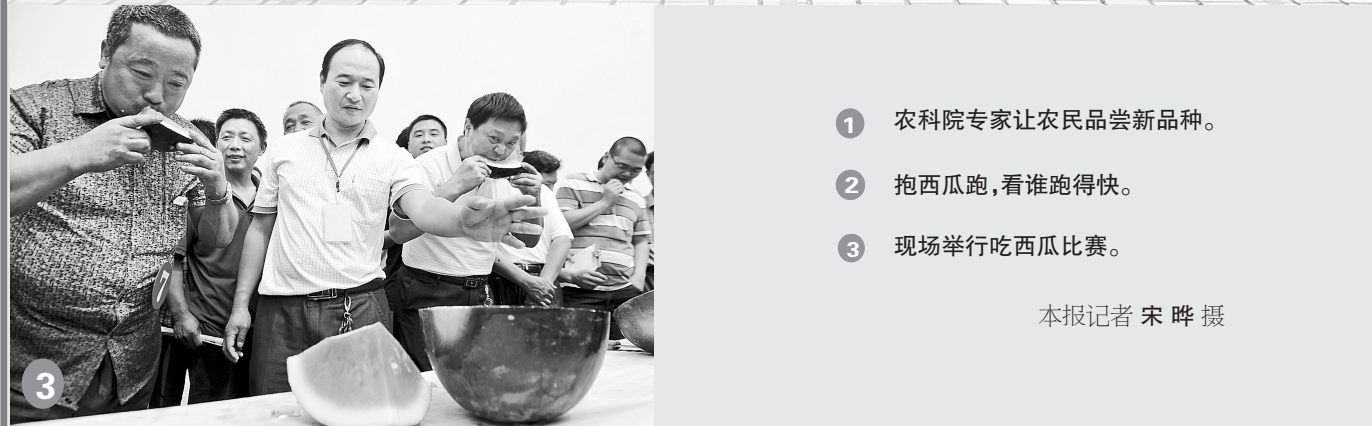 7
3
1 农科院专家让农民品尝新品种。
2 抱西瓜跑,看谁跑得快。
3 现场举行吃西瓜比赛。
本报记者 宋 晔 摄